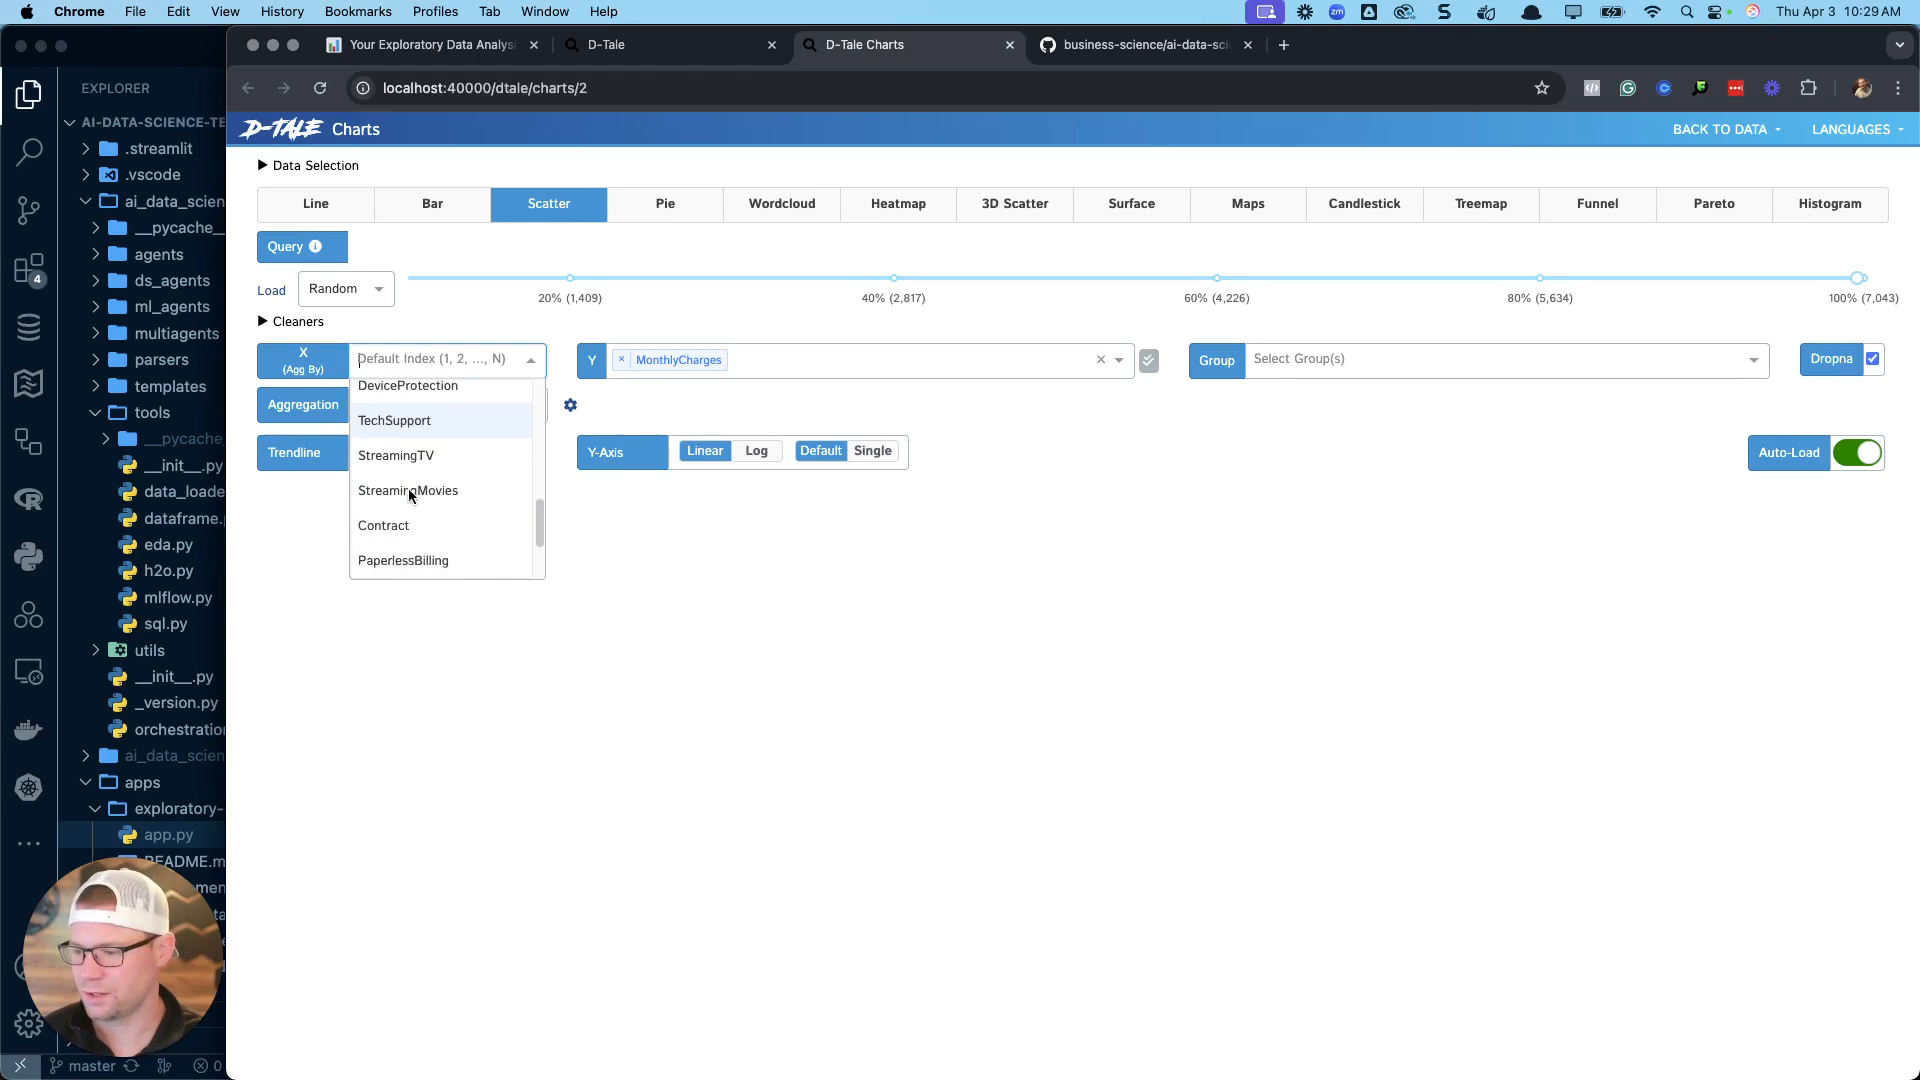 Chrome File Edit View History Bookmarks Profiles Tab Window Help
zm
Thu Apr 3 10:29 AM
Your Exploratory Data Analysi
D-Tale
D-Tale Charts
business-science/ai-data-sci
localhost:40000/dtale/charts/2
EXPLORER
AI-DATA-SCIENCE-TE
.streamlit
.vscode
ai_data_scien
__pycache__
agents
ds_agents
ml_agents
multiagents
parsers
templates
tools
__pycache_
__init__.py
data_loade
dataframe.
eda.py
h2o.py
mlflow.py
sql.py
utils
__init__.py
_version.py
orchestration
ai_data_scien
apps
exploratory-
app.py
README.m
4
master
0
D-TALE Charts
BACK TO DATA
LANGUAGES
Data Selection
Line Bar Scatter Pie Wordcloud Heatmap 3D Scatter Surface Maps Candlestick Treemap Funnel Pareto Histogram
Query
Load Random
20% (1,409) 40% (2,817) 60% (4,226) 80% (5,634) 100% (7,043)
Cleaners
X
(Agg By)
Default Index (1, 2, ..., N)
Y × MonthlyCharges
Group Select Group(s)
Dropna
DeviceProtection
Aggregation
TechSupport
Trendline
StreamingTV
Y-Axis Linear Log Default Single
Auto-Load
StreamingMovies
Contract
PaperlessBilling